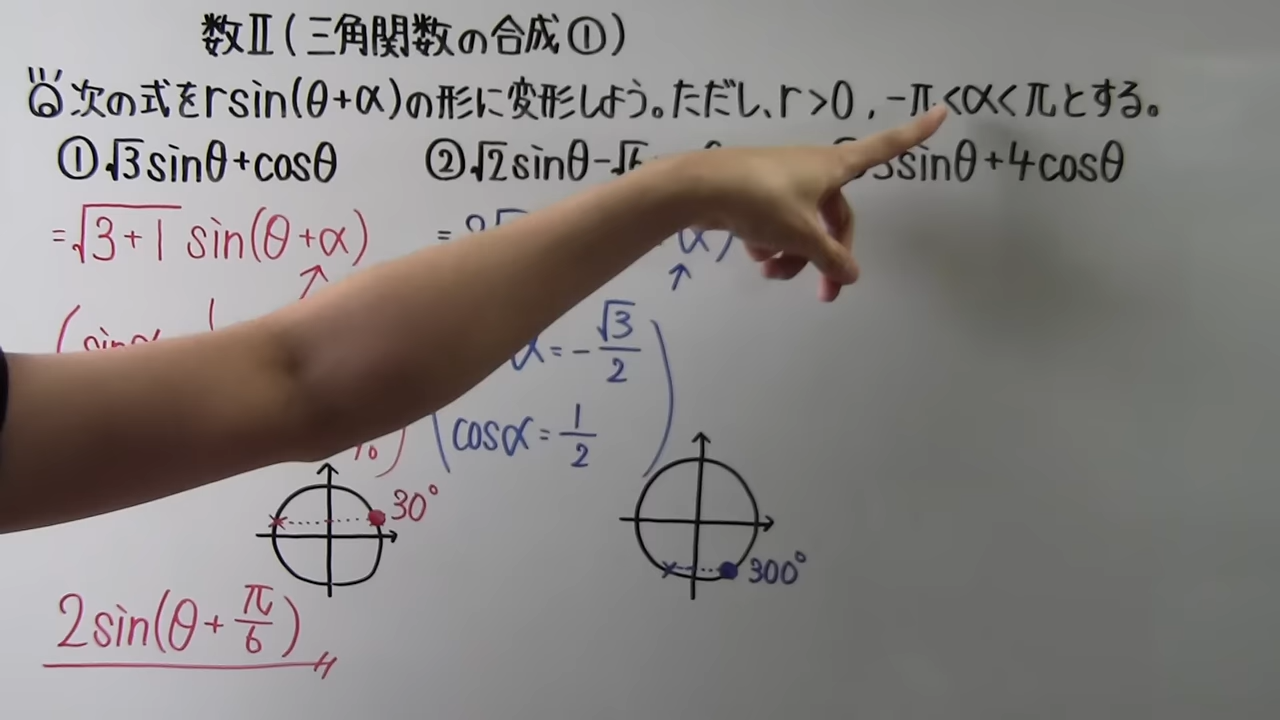 数Ⅱ(三角関数の合成①)
次の式をrsin(θ+α)の形に変形しよう。ただし、r>0, -π<α<πとする。
①√3sinθ+cosθ ②√2sinθ-√6 3sinθ+4cosθ
=√3+1 sin(θ+α)
= α)
α=-√3/2
cosα=1/2
30°
300°
2sin(θ+π/6)